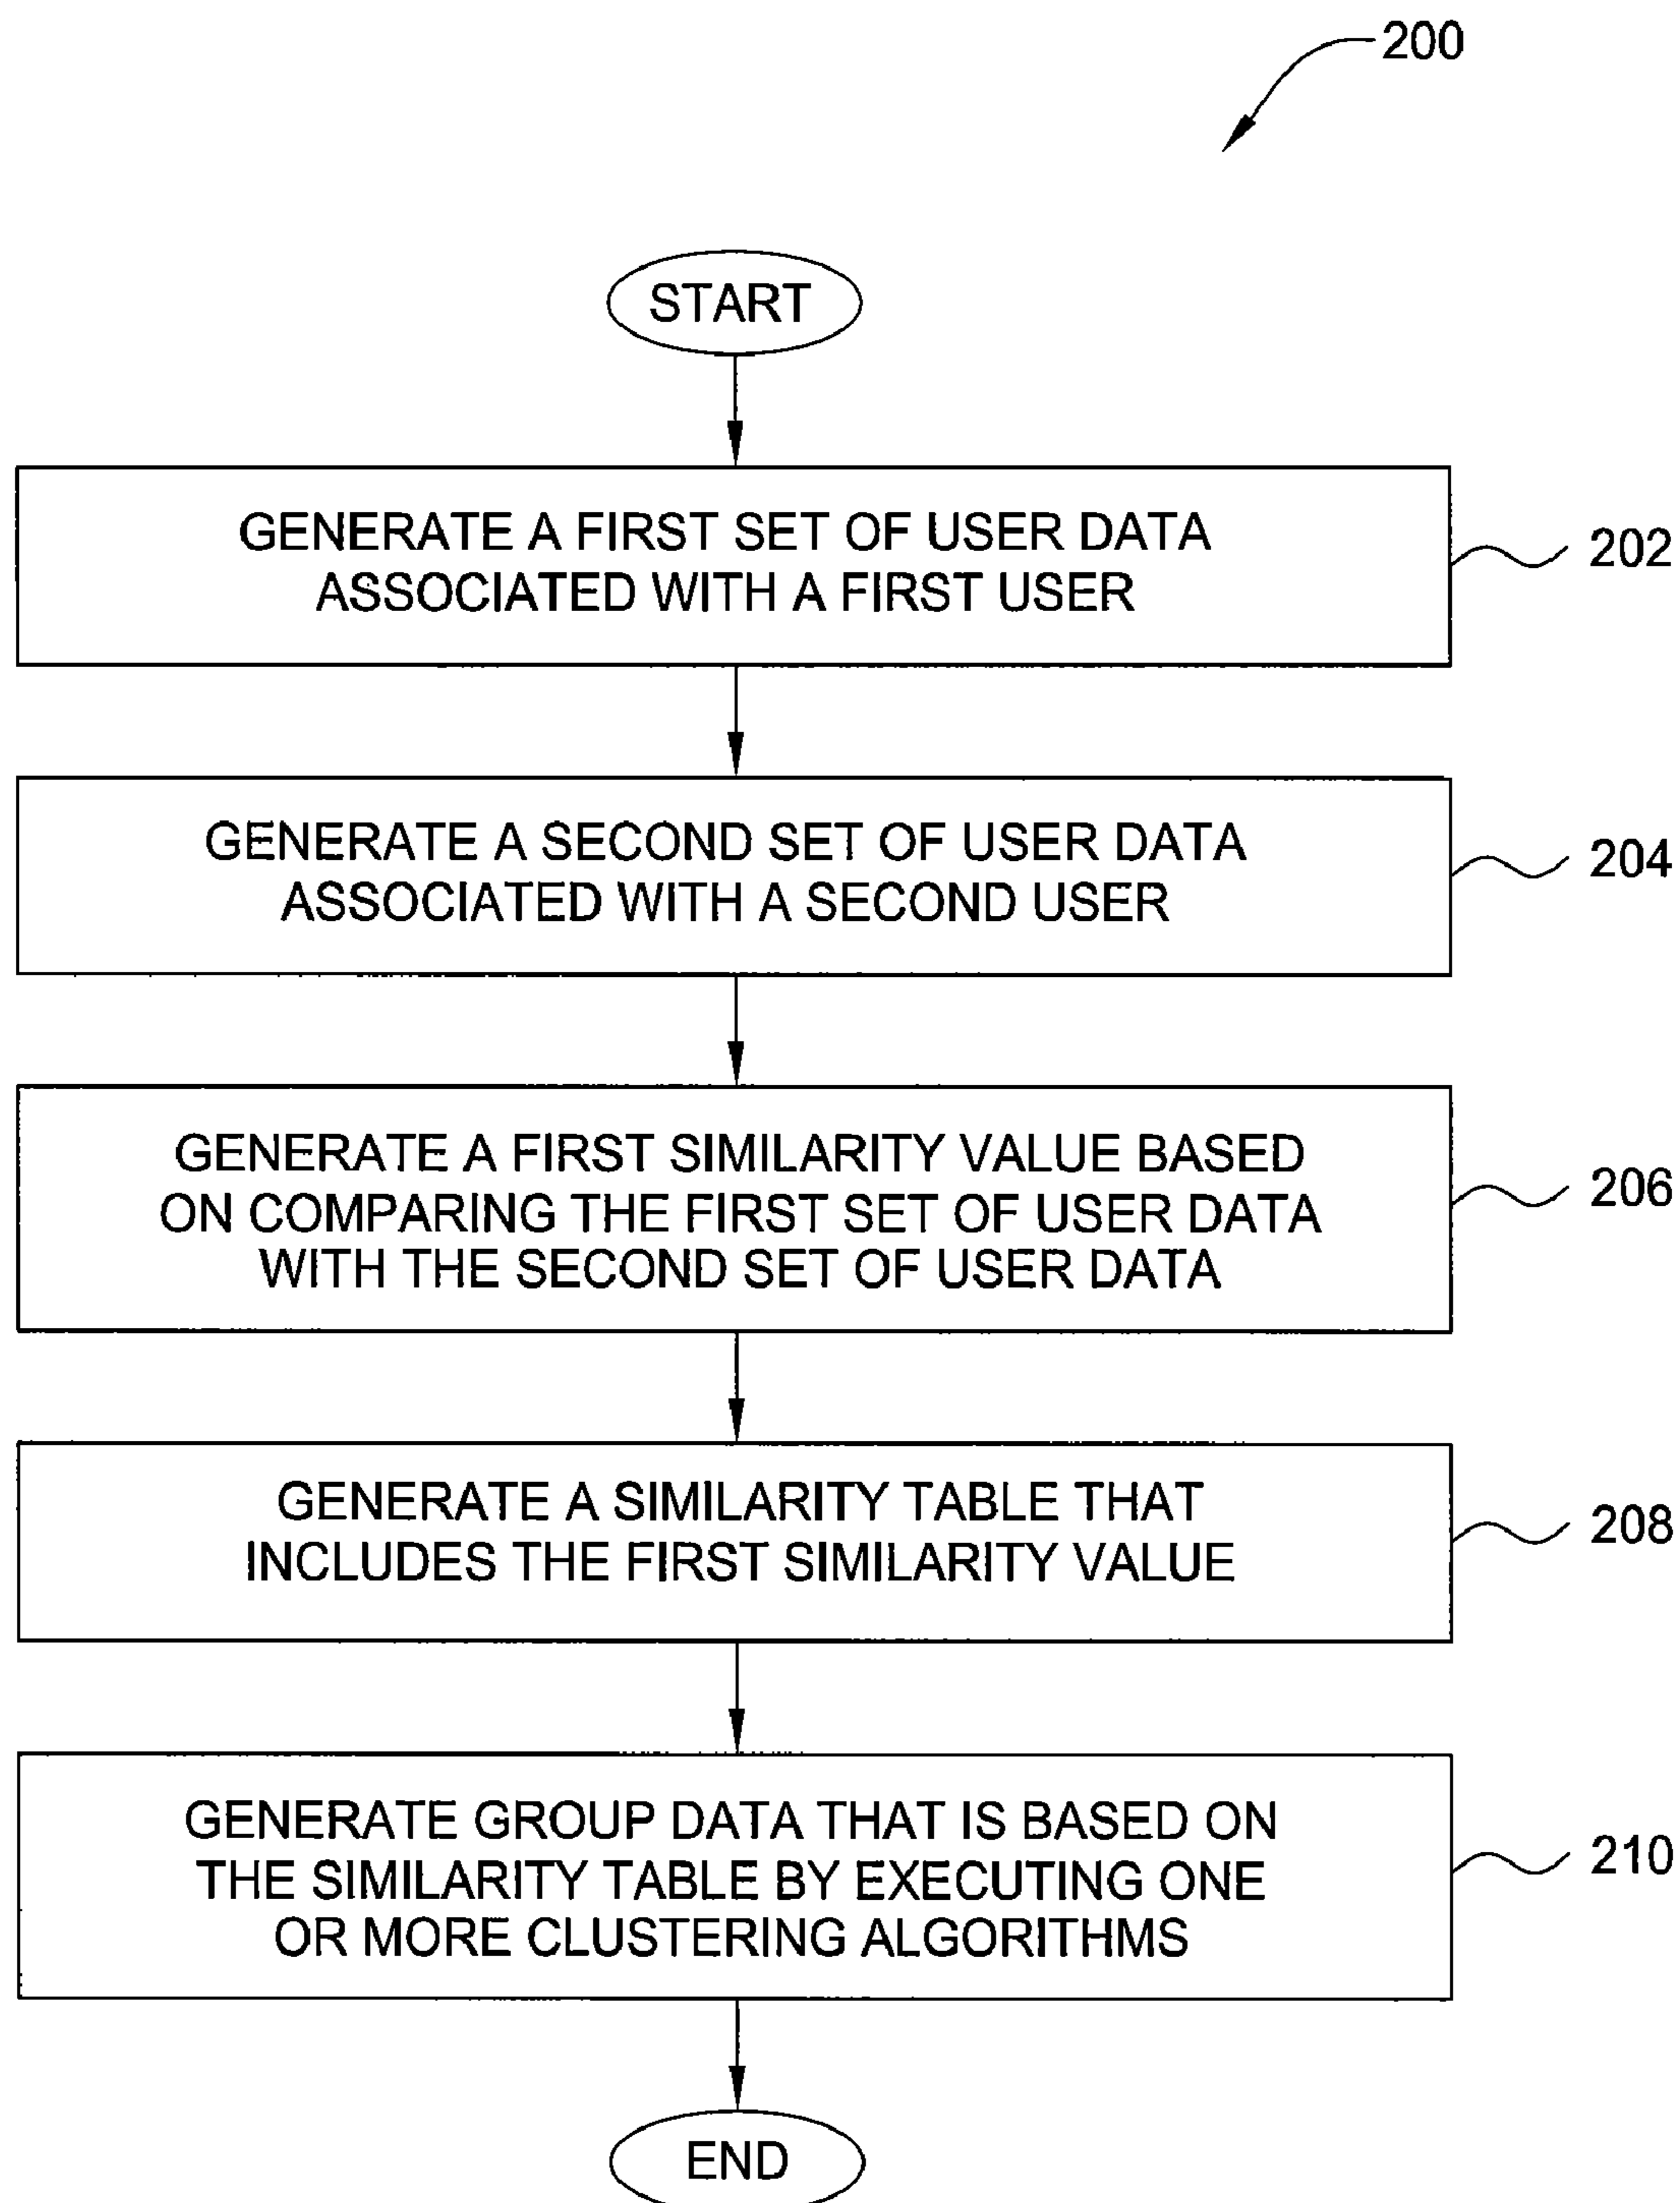 200
START
GENERATE A FIRST SET OF USER DATA
ASSOCIATED WITH A FIRST USER
202
GENERATE A SECOND SET OF USER DATA
ASSOCIATED WITH A SECOND USER
204
GENERATE A FIRST SIMILARITY VALUE BASED
ON COMPARING THE FIRST SET OF USER DATA
WITH THE SECOND SET OF USER DATA
206
GENERATE A SIMILARITY TABLE THAT
INCLUDES THE FIRST SIMILARITY VALUE
208
GENERATE GROUP DATA THAT IS BASED ON
THE SIMILARITY TABLE BY EXECUTING ONE
OR MORE CLUSTERING ALGORITHMS
210
END